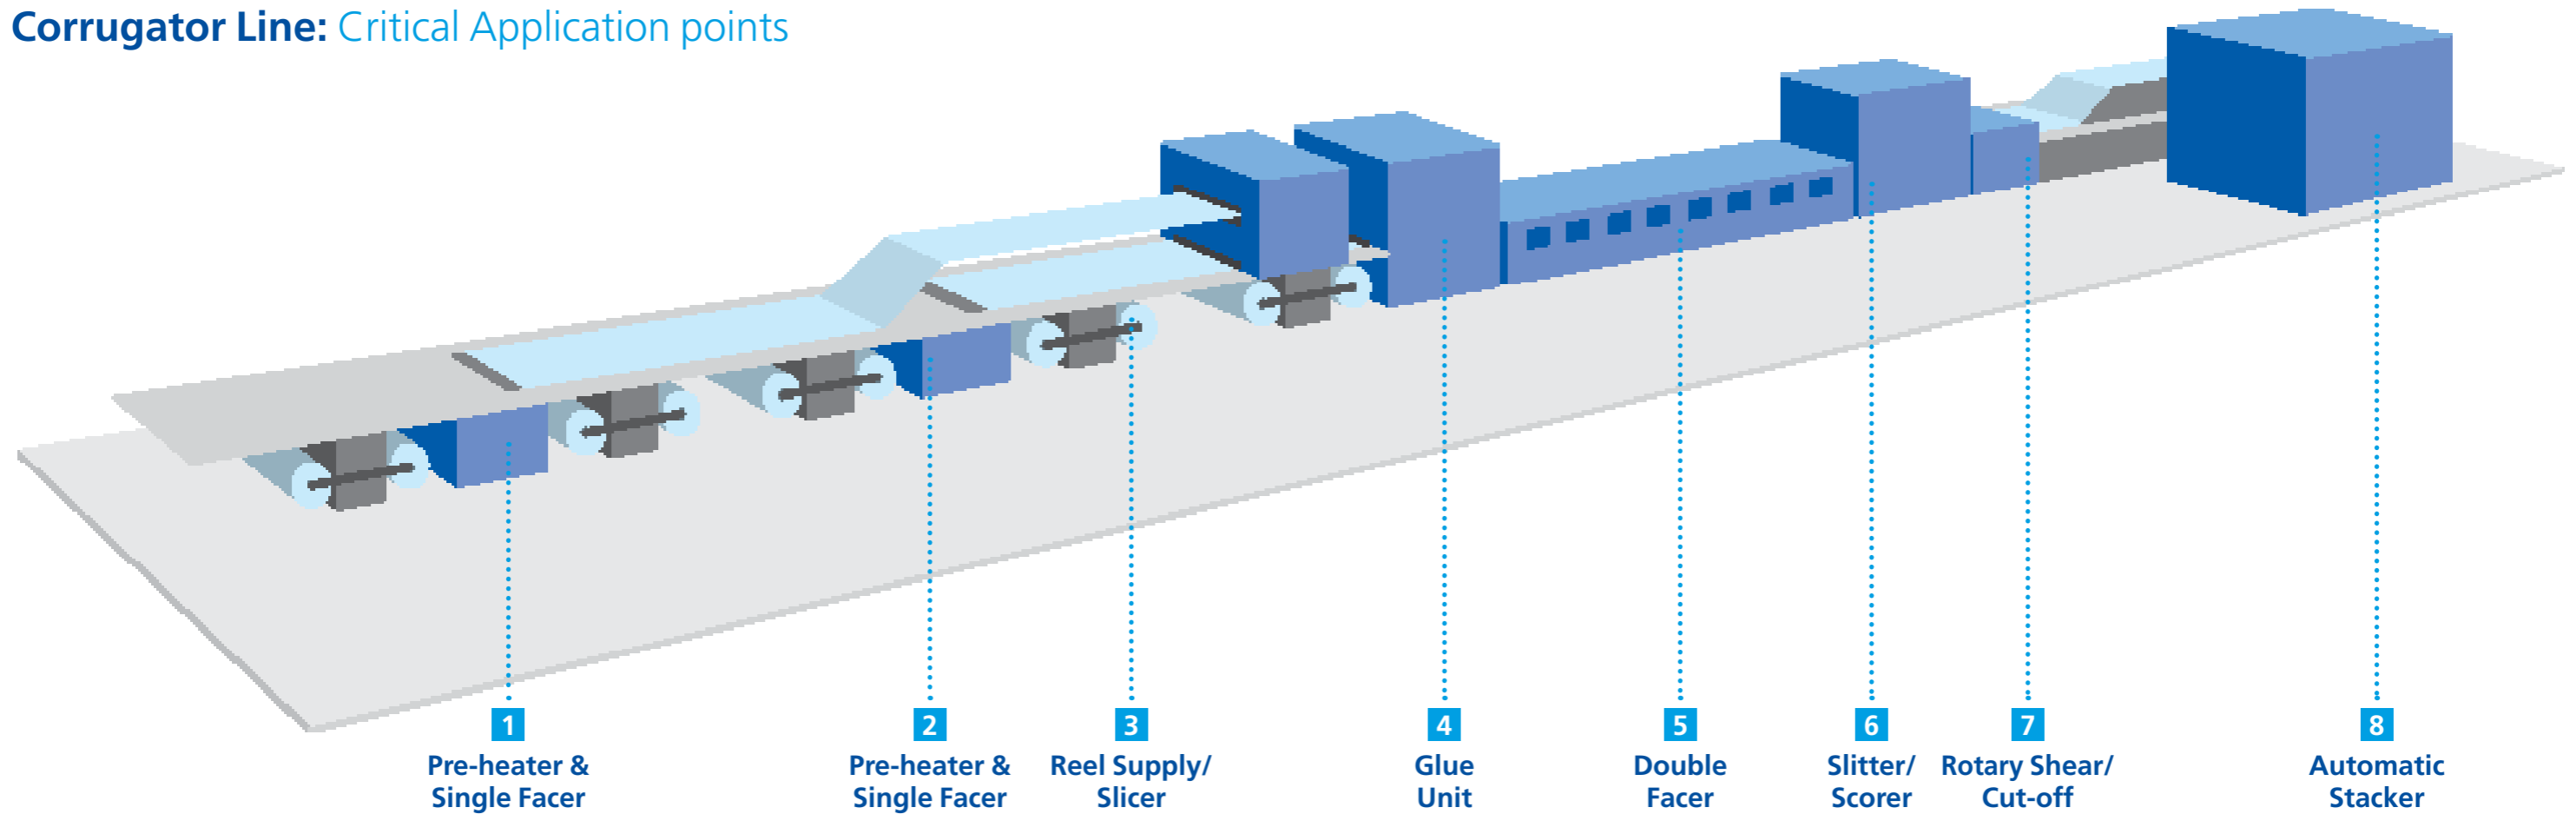 Corrugator Line: Critical Application points
1
Pre-heater &
Single Facer
2
Pre-heater &
Single Facer
3
Reel Supply/
Slicer
4
Glue
Unit
5
Double
Facer
6
Slitter/
Scorer
7
Rotary Shear/
Cut-off
8
Automatic
Stacker